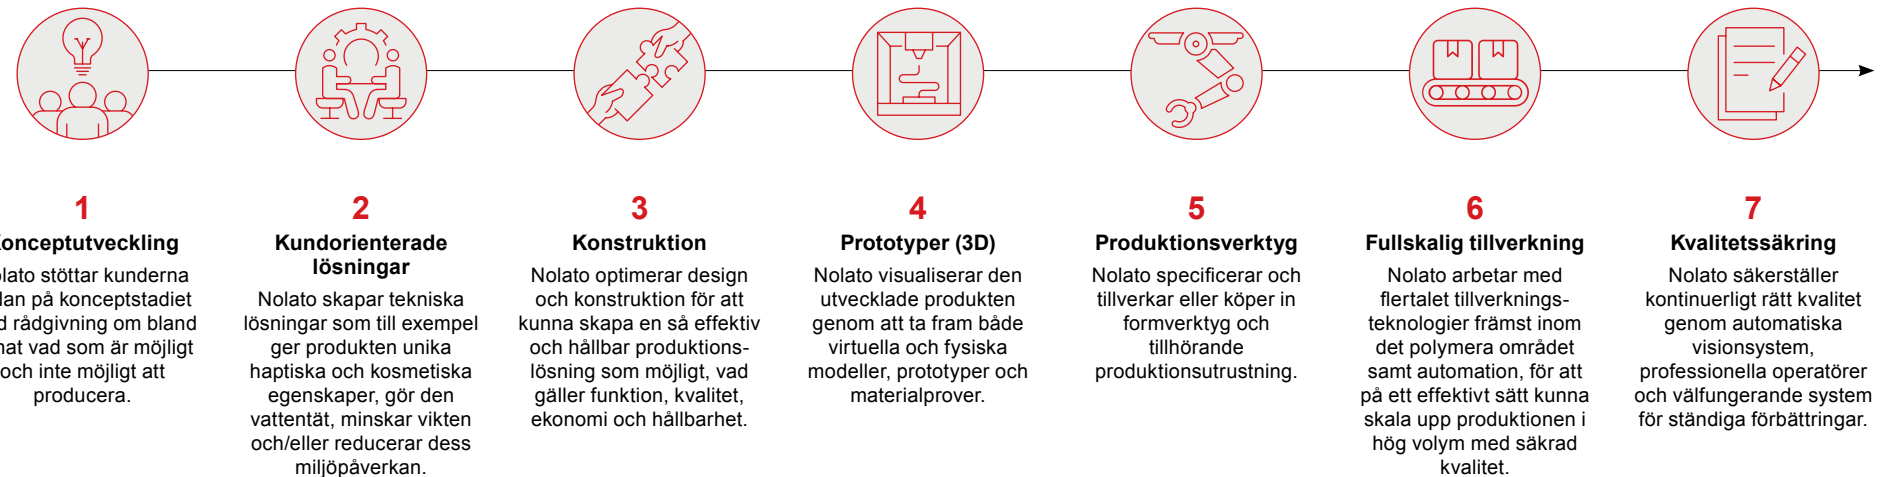 1
onceptutveckling
lato stöttar kunderna
lan på konceptstadiet
d rådgivning om bland
nat vad som är möjligt
och inte möjligt att
producera.
2
Kundorienterade
lösningar
Nolato skapar tekniska
lösningar som till exempel
ger produkten unika
haptiska och kosmetiska
egenskaper, gör den
vattentät, minskar vikten
och/eller reducerar dess
miljöpåverkan.
3
Konstruktion
Nolato optimerar design
och konstruktion för att
kunna skapa en så effektiv
och hållbar produktions-
lösning som möjligt, vad
gäller funktion, kvalitet,
ekonomi och hållbarhet.
4
Prototyper (3D)
Nolato visualiserar den
utvecklade produkten
genom att ta fram både
virtuella och fysiska
modeller, prototyper och
materialprover.
5
Produktionsverktyg
Nolato specificerar och
tillverkar eller köper in
formverktyg och
tillhörande
produktionsutrustning.
6
Fullskalig tillverkning
Nolato arbetar med
flertalet tillverknings-
teknologier främst inom
det polymera området
samt automation, för att
på ett effektivt sätt kunna
skala upp produktionen i
hög volym med säkrad
kvalitet.
7
Kvalitetssäkring
Nolato säkerställer
kontinuerligt rätt kvalitet
genom automatiska
visionsystem,
professionella operatörer
och välfungerande system
för ständiga förbättringar.